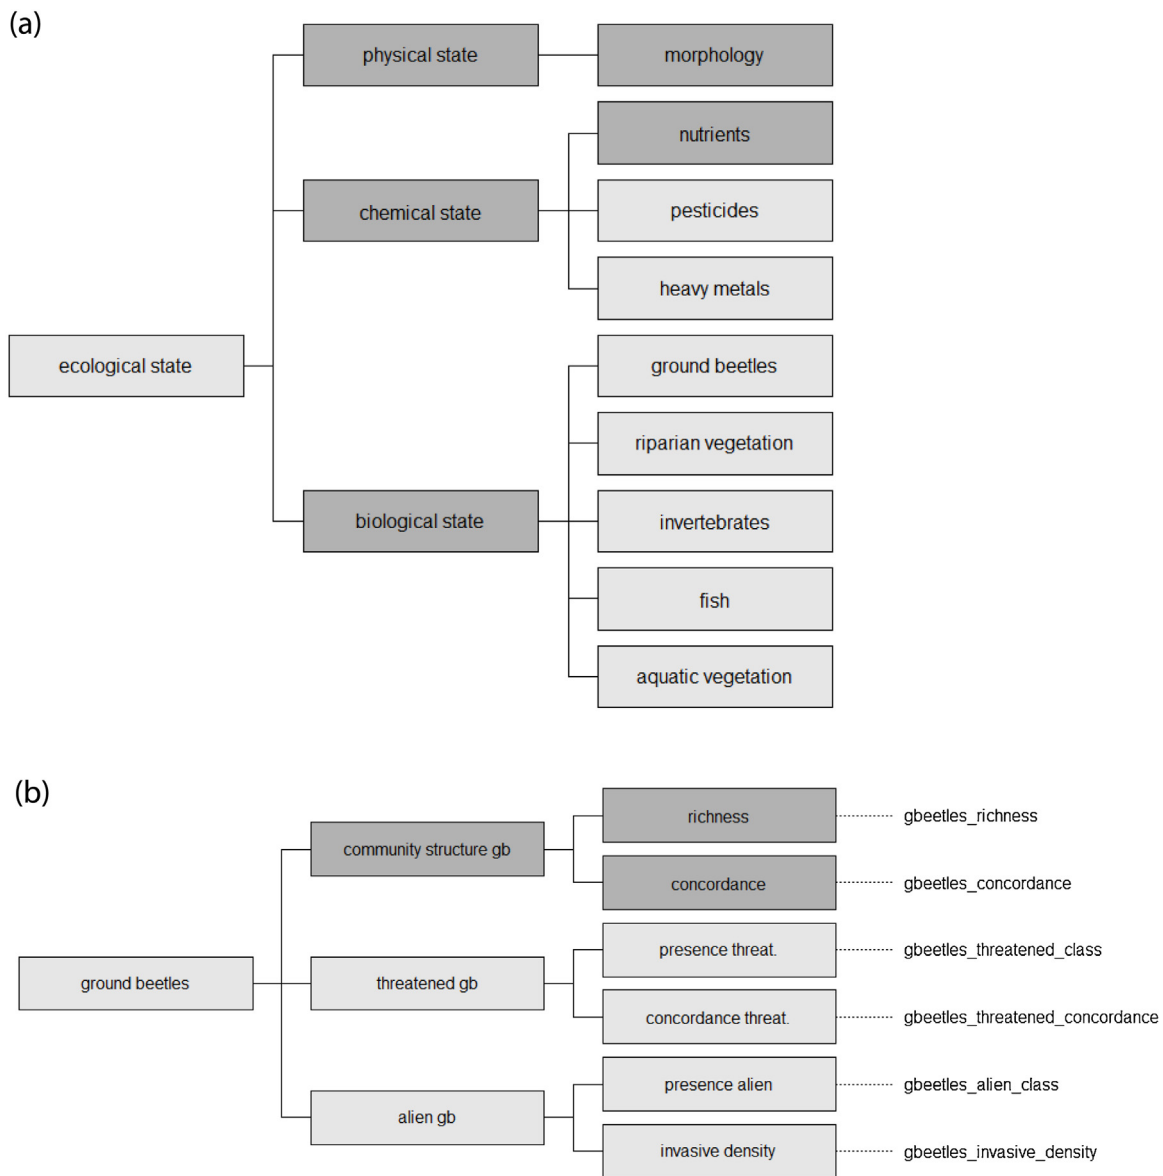 (a)
physical state
morphology
nutrients
chemical state
pesticides
heavy metals
ecological state
ground beetles
riparian vegetation
biological state
invertebrates
fish
aquatic vegetation
(b)
richness
gbeetles_richness
community structure gb
concordance
gbeetles_concordance
presence threat.
gbeetles_threatened_class
ground beetles
threatened gb
concordance threat.
gbeetles_threatened_concordance
presence alien
gbeetles_alien_class
alien gb
invasive density
gbeetles_invasive_density